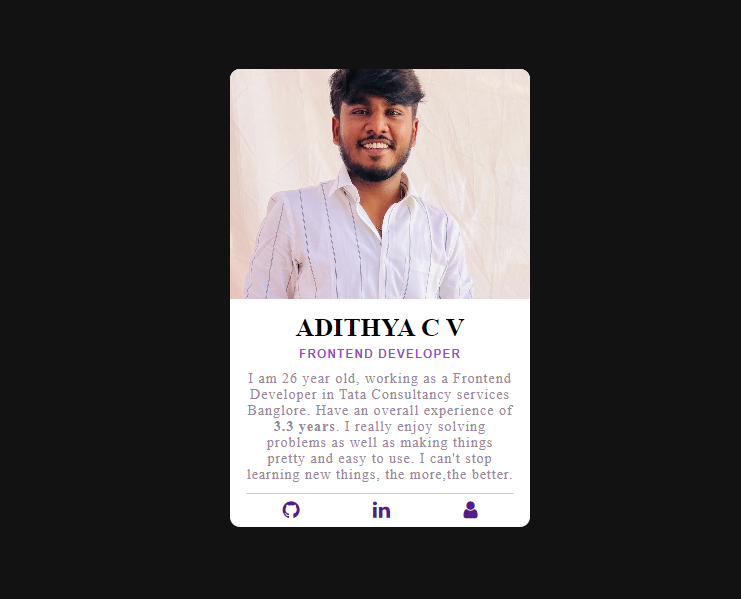 ADITHYA C V
FRONTEND DEVELOPER
I am 26 year old, working as a Frontend
Developer in Tata Consultancy services
Banglore. Have an overall experience of
3.3 years. I really enjoy solving
problems as well as making things
pretty and easy to use. I can't stop
learning new things, the more,the better.
in